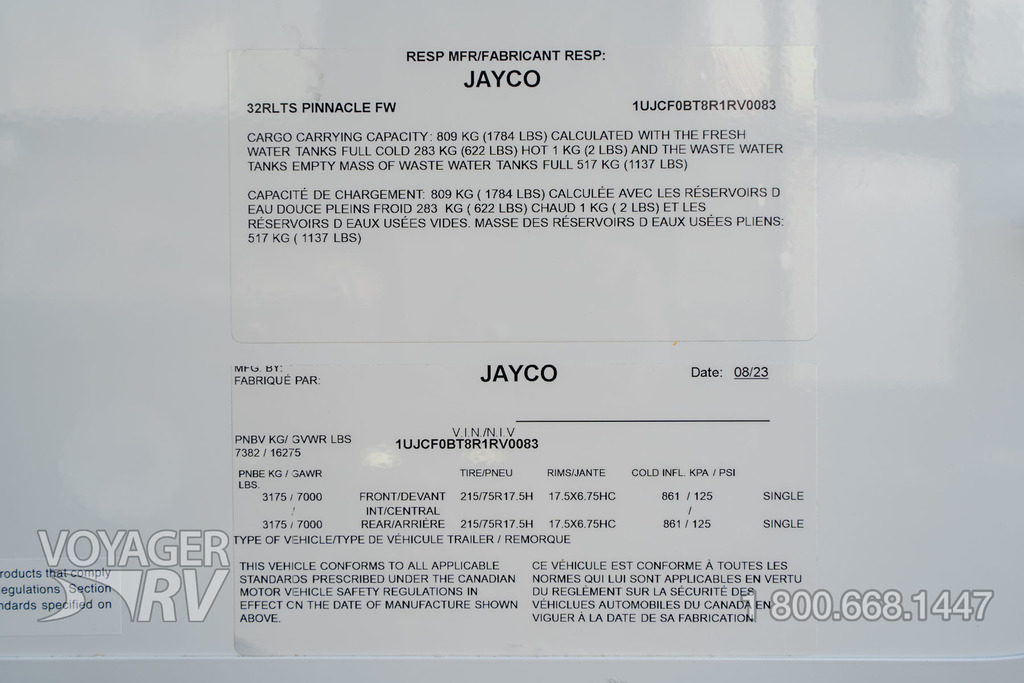 RESP MFR/FABRICANT RESP:
JAYCO
32RLTS PINNACLE FW 1UJCF0BT8R1RV0083
CARGO CARRYING CAPACITY: 809 KG (1784 LBS) CALCULATED WITH THE FRESH
WATER TANKS FULL COLD 283 KG (622 LBS) HOT 1 KG (2 LBS) AND THE WASTE WATER
TANKS EMPTY MASS OF WASTE WATER TANKS FULL 517 KG (1137 LBS)
CAPACITÉ DE CHARGEMENT: 809 KG ( 1784 LBS) CALCULÉE AVEC LES RÉSERVOIRS D
EAU DOUCE PLEINS FROID 283 KG ( 622 LBS) CHAUD 1 KG ( 2 LBS) ET LES
RÉSERVOIRS D EAUX USÉES VIDES. MASSE DES RÉSERVOIRS D EAUX USÉES PLIENS:
517 KG ( 1137 LBS)
MFG. BY:
FABRIQUÉ PAR: JAYCO Date: 08/23
V.I.N./N.I.V
1UJCF0BT8R1RV0083
PNBV KG/ GVWR LBS
7382 / 16275
PNBE KG / GAWR TIRE/PNEU RIMS/JANTE COLD INFL. KPA / PSI
LBS.
3175 / 7000 FRONT/DEVANT 215/75R17.5H 17.5X6.75HC 861 / 125 SINGLE
/ INT/CENTRAL /
3175 / 7000 REAR/ARRIÈRE 215/75R17.5H 17.5X6.75HC 861 / 125 SINGLE
TYPE OF VEHICLE/TYPE DE VÉHICULE TRAILER / REMORQUE
THIS VEHICLE CONFORMS TO ALL APPLICABLE
STANDARDS PRESCRIBED UNDER THE CANADIAN
MOTOR VEHICLE SAFETY REGULATIONS IN
EFFECT ON THE DATE OF MANUFACTURE SHOWN
ABOVE.
CE VÉHICULE EST CONFORME À TOUTES LES
NORMES QUI LUI SONT APPLICABLES EN VERTU
DU REGLÉMENT SUR LA SÉCURITÉ DES
VÉHÍCLUES AUTOMOBILES DU CANADA EN
VIGUER À LA DATE DE SA FABRICATION
roducts that comply
egulations, Section
ndards specified on
VOYAGER
RV
1 800.668.1447